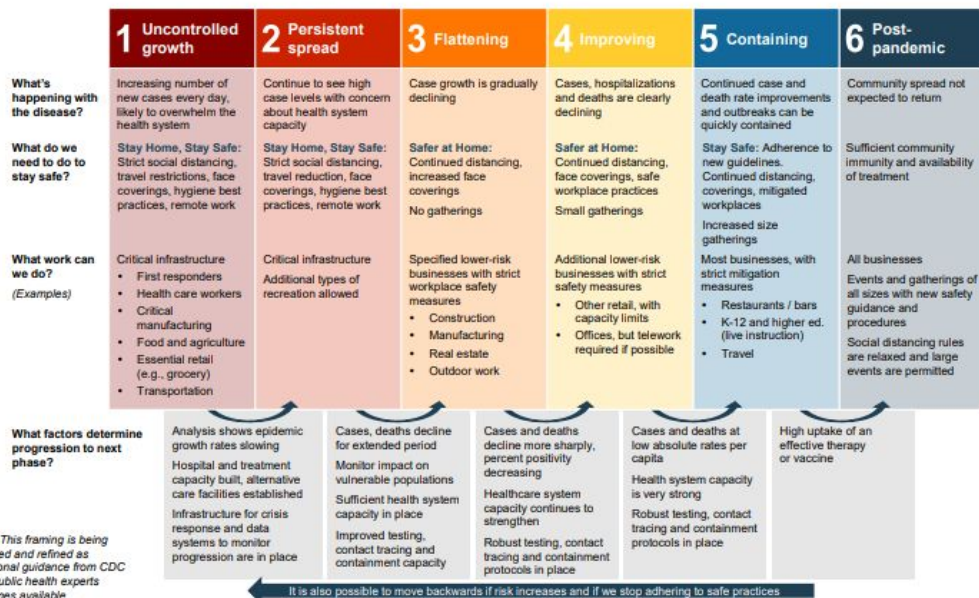 1 Uncontrolled growth
2 Persistent spread
3 Flattening
4 Improving
5 Containing
6 Post-pandemic
What's
happening with
the disease?
Increasing number of
new cases every day,
likely to overwhelm the
health system
Continue to see high
case levels with concern
about health system
capacity
Case growth is gradually
declining
Cases, hospitalizations
and deaths are clearly
declining
Continued case and
death rate improvements
and outbreaks can be
quickly contained
Community spread not
expected to return
What do we
need to do to
stay safe?
Stay Home, Stay Safe:
Strict social distancing,
travel restrictions, face
coverings, hygiene best
practices, remote work
Stay Home, Stay Safe:
Strict social distancing,
travel reduction, face
coverings, hygiene best
practices, remote work
Safer at Home:
Continued distancing,
increased face
coverings
No gatherings
Safer at Home:
Continued distancing,
face coverings, safe
workplace practices
Small gatherings
Stay Safe: Adherence to
new guidelines.
Continued distancing,
coverings, mitigated
workplaces
Increased size
gatherings
Sufficient community
immunity and availability
of treatment
What work can
we do?
(Examples)
Critical infrastructure
• First responders
• Health care workers
• Critical
manufacturing
• Food and agriculture
• Essential retail
(e.g., grocery)
• Transportation
Critical infrastructure
Additional types of
recreation allowed
Specified lower-risk
businesses with strict
workplace safety
measures
• Construction
• Manufacturing
• Real estate
• Outdoor work
Additional lower-risk
businesses with strict
safety measures
• Other retail, with
capacity limits
• Offices, but telework
required if possible
Most businesses, with
strict mitigation
measures
• Restaurants / bars
• K-12 and higher ed.
(live instruction)
• Travel
All businesses
Events and gatherings of
all sizes with new safety
guidance and
procedures
Social distancing rules
are relaxed and large
events are permitted
What factors determine
progression to next
phase?
Analysis shows epidemic
growth rates slowing
Hospital and treatment
capacity built, alternative
care facilities established
Infrastructure for crisis
response and data
systems to monitor
progression are in place
Cases, deaths decline
for extended period
Monitor impact on
vulnerable populations
Sufficient health system
capacity in place
Improved testing,
contact tracing and
containment capacity
Cases and deaths
decline more sharply,
percent positivity
decreasing
Healthcare system
capacity continues to
strengthen
Robust testing, contact
tracing and containment
protocols in place
Cases and deaths at
low absolute rates per
capita
Health system capacity
is very strong
Robust testing, contact
tracing and containment
protocols in place
High uptake of an
effective therapy
or vaccine
This framing is being
and refined as
guidance from CDC
health experts
available
It is also possible to move backwards if risk increases and if we stop adhering to safe practices